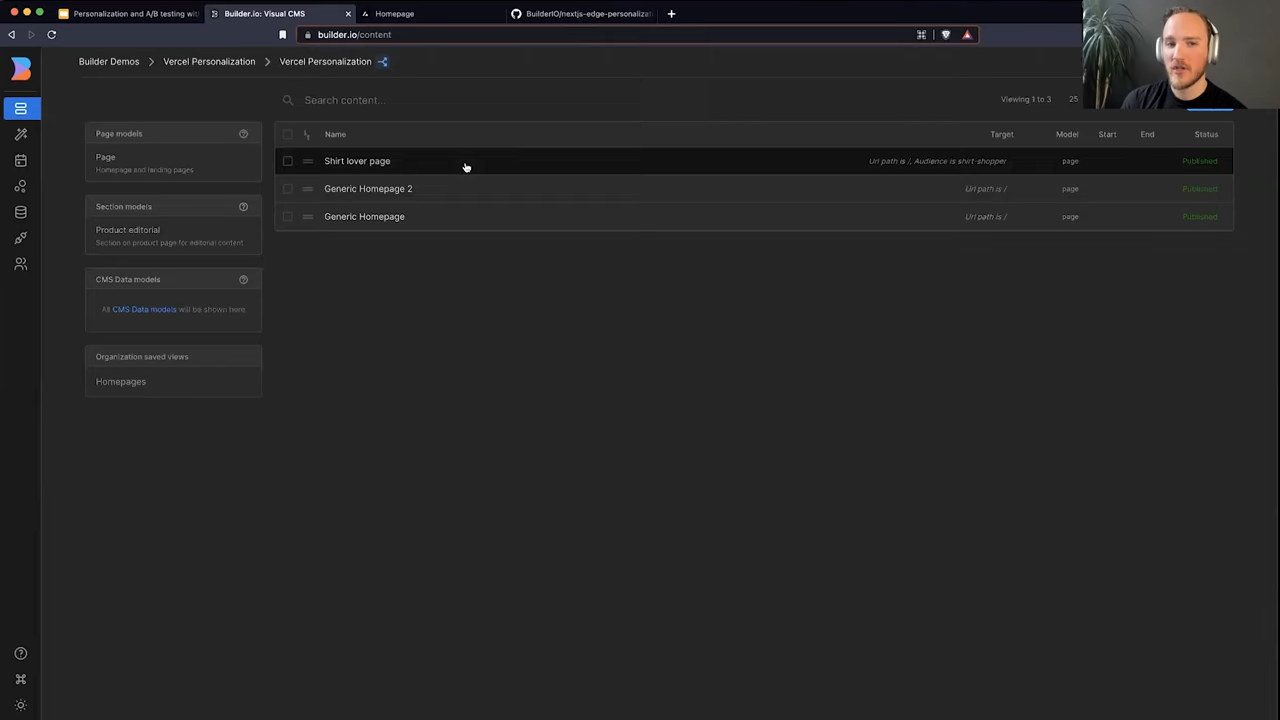 Personalization and A/B testing wit
Builder.io: Visual CMS
Homepage
BuilderIO/nextjs-edge-personalizat
builder.io/content
Builder Demos
Vercel Personalization
Vercel Personalization
Search content...
Viewing 1 to 3
25
Page models
Page
Homepage and landing pages
Section models
Product editorial
Section on product page for editorial content
CMS Data models
All CMS Data models will be shown here
Organization saved views
Homepages
Name Target Model Start End Status
Shirt lover page Url path is /, Audience is shirt-shopper page Published
Generic Homepage 2 Url path is / page Published
Generic Homepage Url path is / page Published